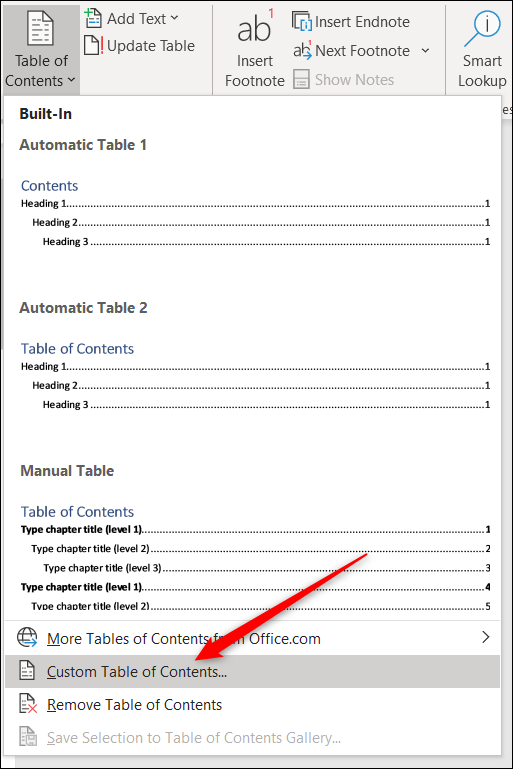 Table of Contents
Add Text
Update Table
ab1
Insert Footnote
Insert Endnote
ab1 Next Footnote
Show Notes
Smart Lookup
es
Built-In
Automatic Table 1
Contents
Heading 1................................1
Heading 2................................1
Heading 3................................1
Automatic Table 2
Table of Contents
Heading 1................................1
Heading 2................................1
Heading 3................................1
Manual Table
Table of Contents
Type chapter title (level 1)................................1
Type chapter title (level 2)................................2
Type chapter title (level 3)................................3
Type chapter title (level 1)................................4
Type chapter title (level 2)................................5
More Tables of Contents from Office.com
Custom Table of Contents...
Remove Table of Contents
Save Selection to Table of Contents Gallery...